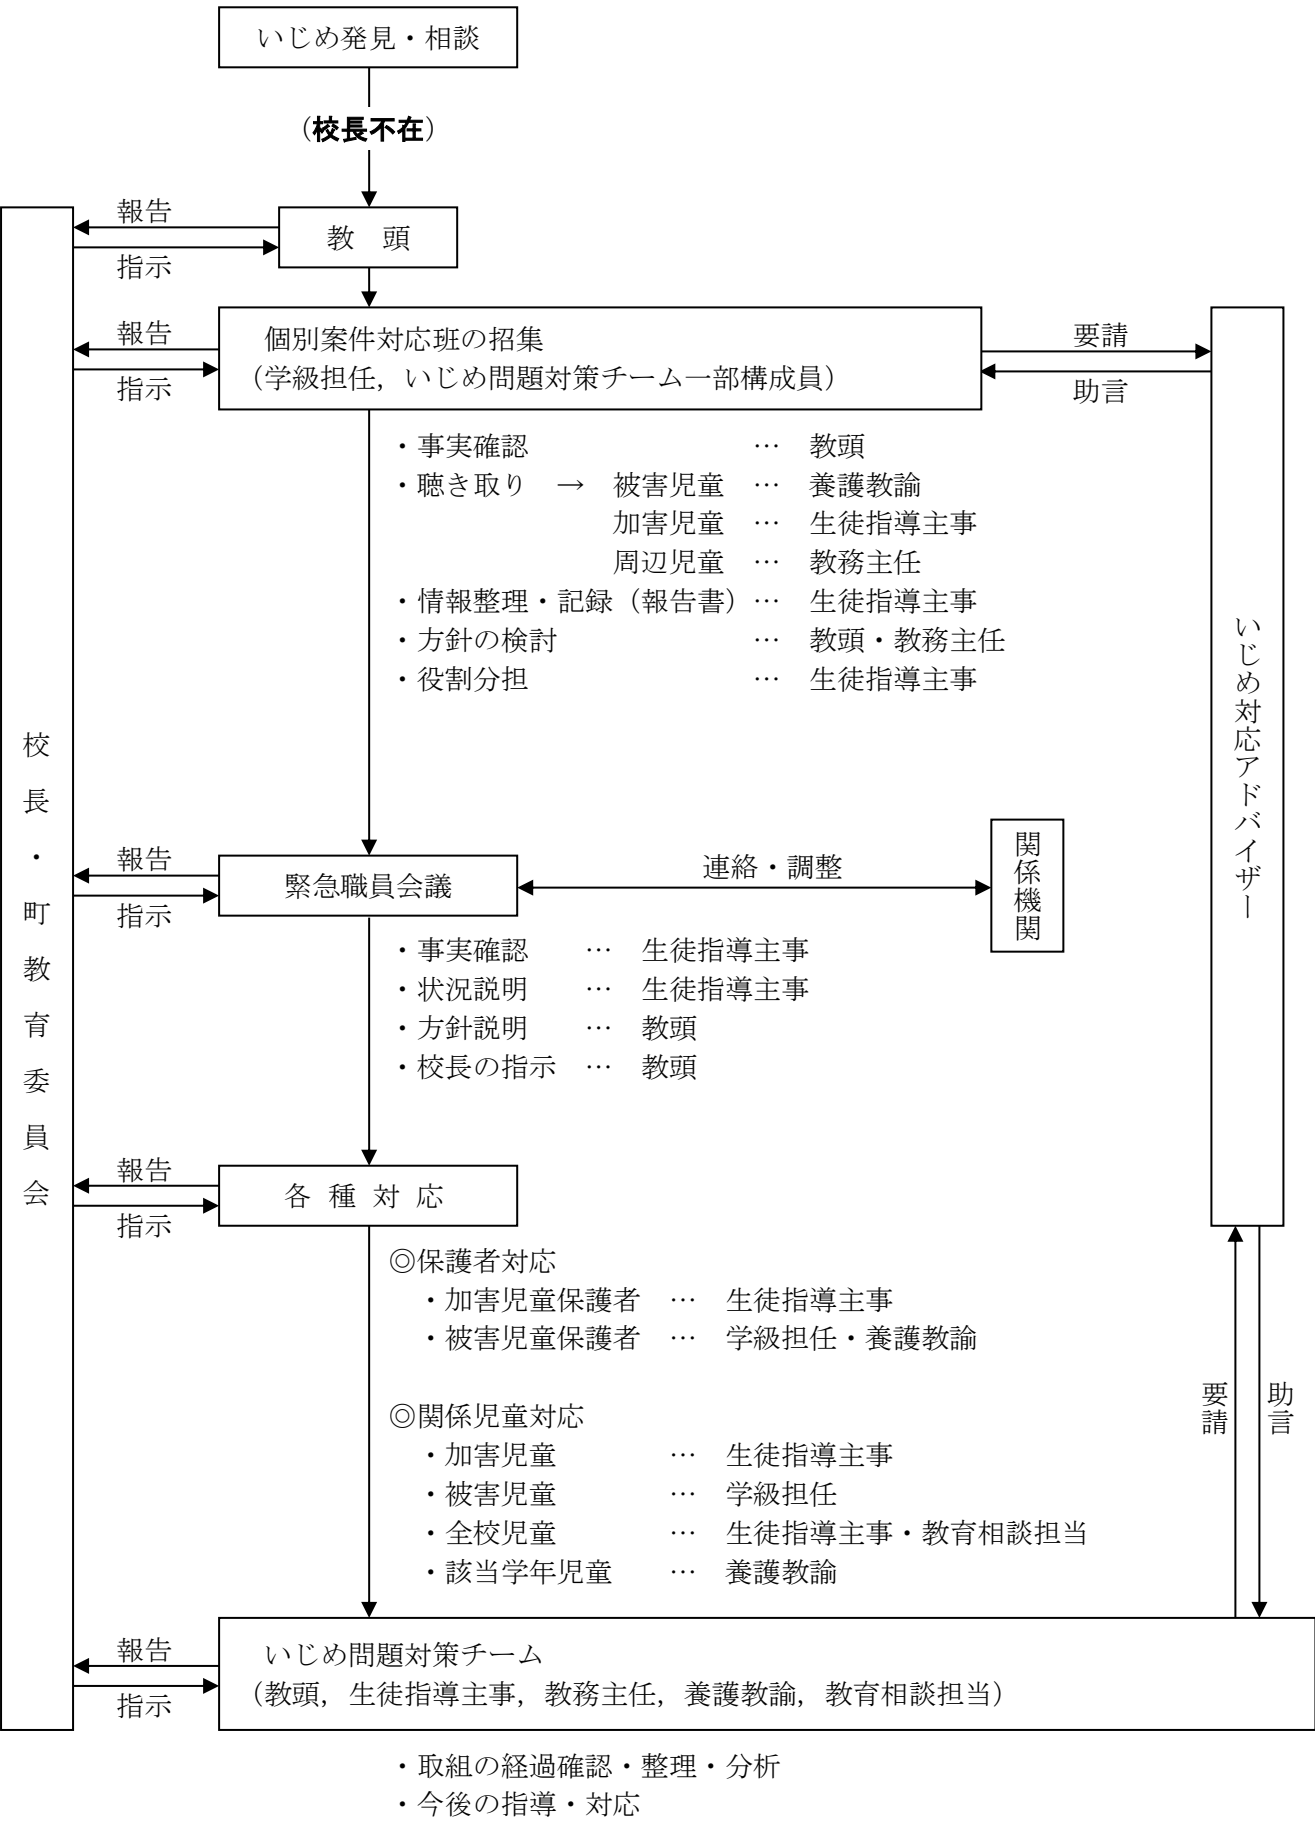 いじめ発見・相談
（校長不在）
報告
教　頭
指示
報告
個別案件対応班の招集
（学級担任，いじめ問題対策チーム一部構成員）
指示
要請
助言
・事実確認　…　教頭
・聴き取り　→　被害児童　…　養護教諭
加害児童　…　生徒指導主事
周辺児童　…　教務主任
・情報整理・記録（報告書）…　生徒指導主事
・方針の検討　…　教頭・教務主任
・役割分担　…　生徒指導主事
いじめ対応アドバイザー
校長・町教育委員会
報告
緊急職員会議
指示
連絡・調整
関係機関
・事実確認　…　生徒指導主事
・状況説明　…　生徒指導主事
・方針説明　…　教頭
・校長の指示　…　教頭
報告
各種対応
指示
◎保護者対応
・加害児童保護者　…　生徒指導主事
・被害児童保護者　…　学級担任・養護教諭
◎関係児童対応
・加害児童　…　生徒指導主事
・被害児童　…　学級担任
・全校児童　…　生徒指導主事・教育相談担当
・該当学年児童　…　養護教諭
要請
助言
報告
いじめ問題対策チーム
（教頭，生徒指導主事，教務主任，養護教諭，教育相談担当）
指示
・取組の経過確認・整理・分析
・今後の指導・対応